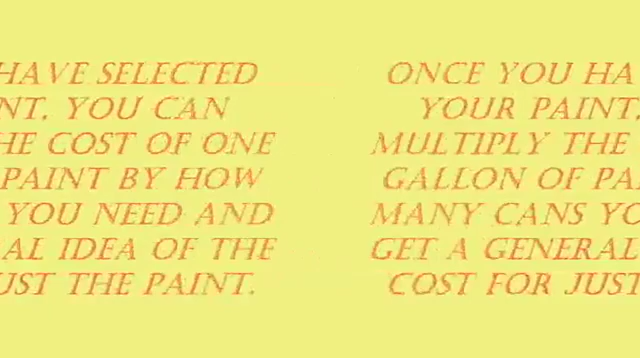 HAVE SELECTED
NT, YOU CAN
HE COST OF ONE
PAINT BY HOW
YOU NEED AND
AL IDEA OF THE
UST THE PAINT.
ONCE YOU HA
YOUR PAINT,
MULTIPLY THE
GALLON OF PA
MANY CANS YO
GET A GENERAL
COST FOR JUST